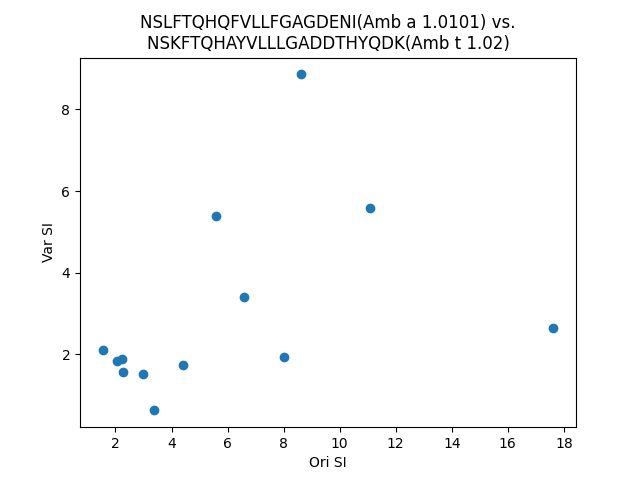 NSLFTQHQFVLLFGAGDENI(Amb a 1.0101) vs.
NSKFTQHAYVLLLGADDTHYQDK(Amb t 1.02)
8
6
4
2
Var SI
2 4 6 8 10 12 14 16 18
Ori SI